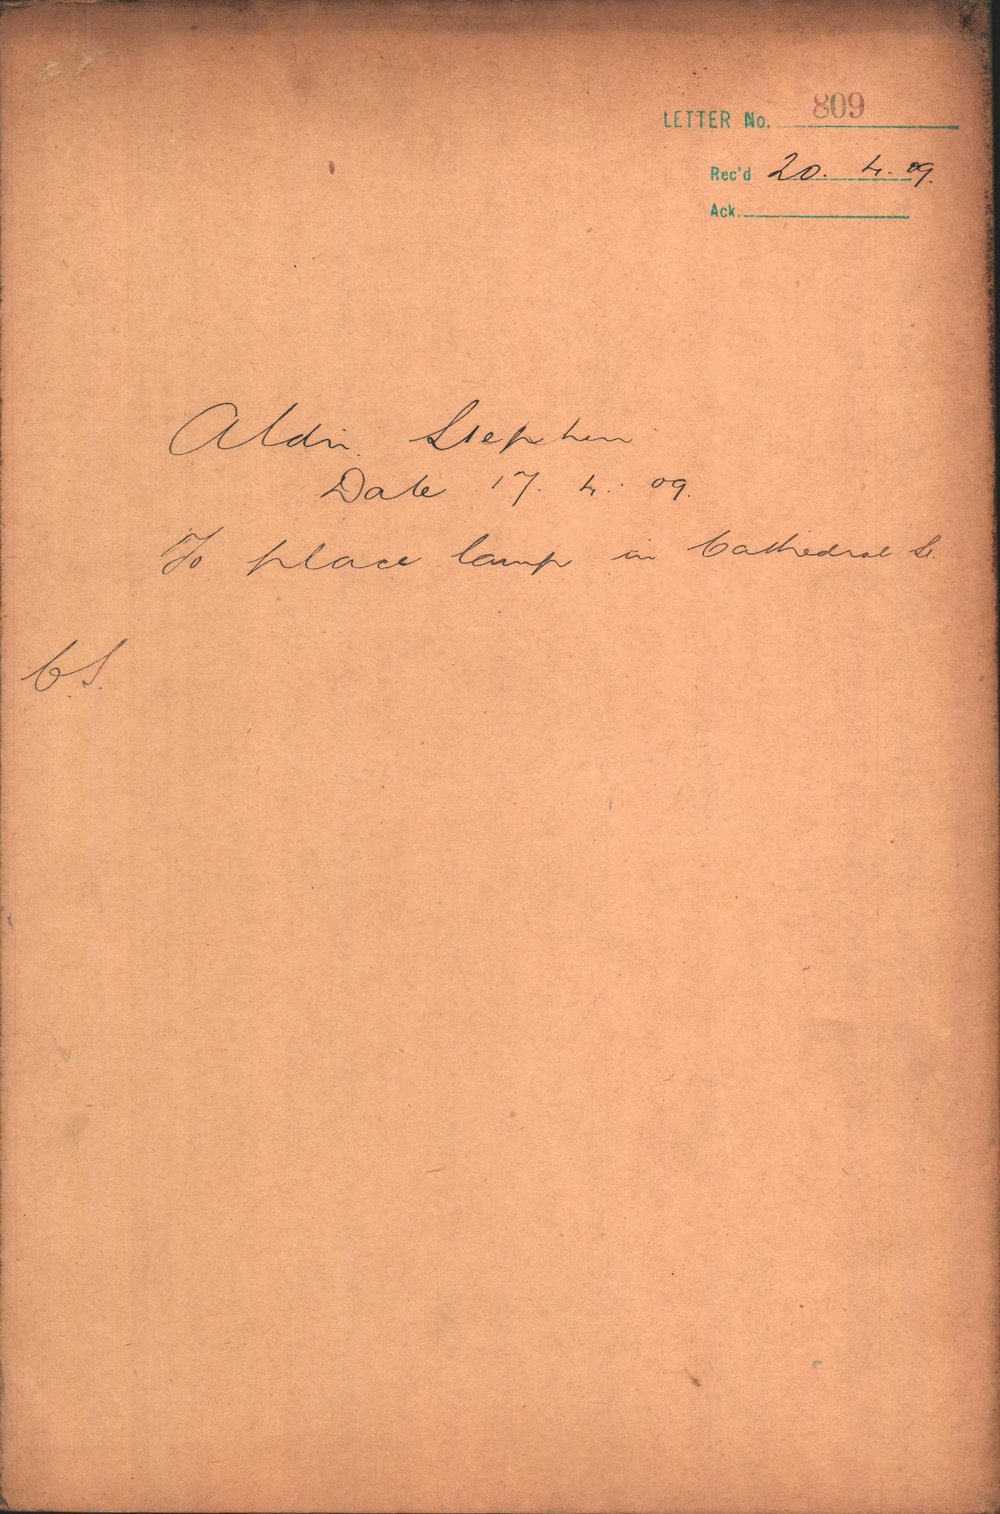 LETTER No. 809
Rec'd 20. 4. 09.
Ack.
Aldn. Stephen
Date 17. 4. 09.
To place lamp in Cathedral St.
C.S.